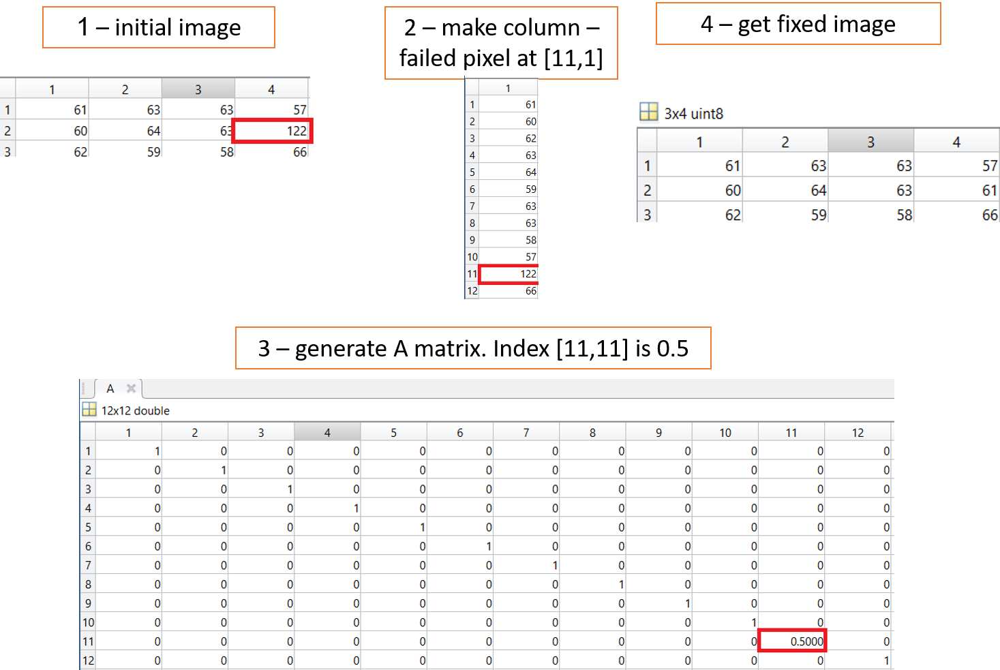 1 – initial image
1 2 3 4
1 61 63 63 57
2 60 64 63 122
3 62 59 58 66
2 – make column –
failed pixel at [11,1]
1
1 61
2 60
3 62
4 63
5 64
6 59
7 63
8 63
9 58
10 57
11 122
12 66
4 – get fixed image
3x4 uint8
1 2 3 4
1 61 63 63 57
2 60 64 63 61
3 62 59 58 66
3 – generate A matrix. Index [11,11] is 0.5
A
12x12 double
1 2 3 4 5 6 7 8 9 10 11 12
1 1 0 0 0 0 0 0 0 0 0 0 0
2 0 1 0 0 0 0 0 0 0 0 0 0
3 0 0 1 0 0 0 0 0 0 0 0 0
4 0 0 0 1 0 0 0 0 0 0 0 0
5 0 0 0 0 1 0 0 0 0 0 0 0
6 0 0 0 0 0 1 0 0 0 0 0 0
7 0 0 0 0 0 0 1 0 0 0 0 0
8 0 0 0 0 0 0 0 1 0 0 0 0
9 0 0 0 0 0 0 0 0 1 0 0 0
10 0 0 0 0 0 0 0 0 0 1 0 0
11 0 0 0 0 0 0 0 0 0 0 0.5000 0
12 0 0 0 0 0 0 0 0 0 0 0 1